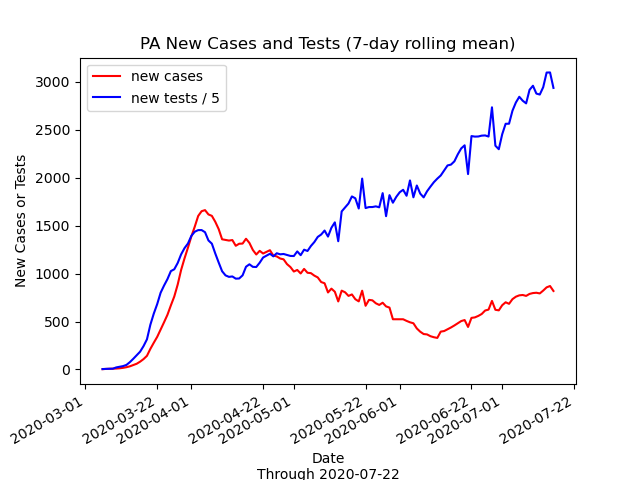 PA New Cases and Tests (7-day rolling mean)
new cases
new tests / 5
New Cases or Tests
3000
2500
2000
1500
1000
500
0
2020-03-01
2020-03-22
2020-04-01
2020-04-22
2020-05-01
2020-05-22
2020-06-01
2020-06-22
2020-07-01
2020-07-22
Date
Through 2020-07-22